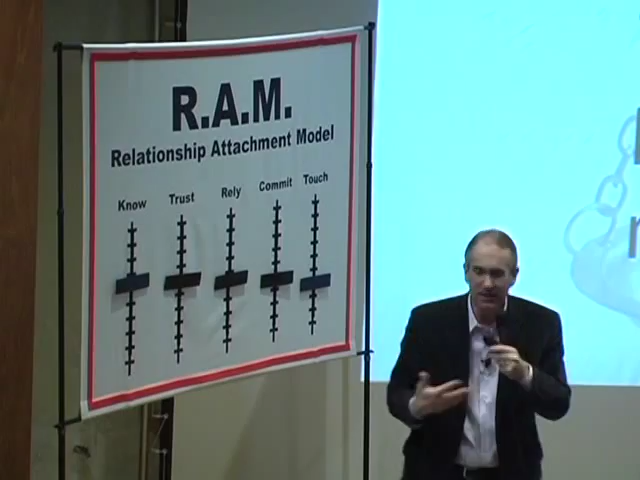 R.A.M.
Relationship Attachment Model
Know Trust Rely Commit Touch